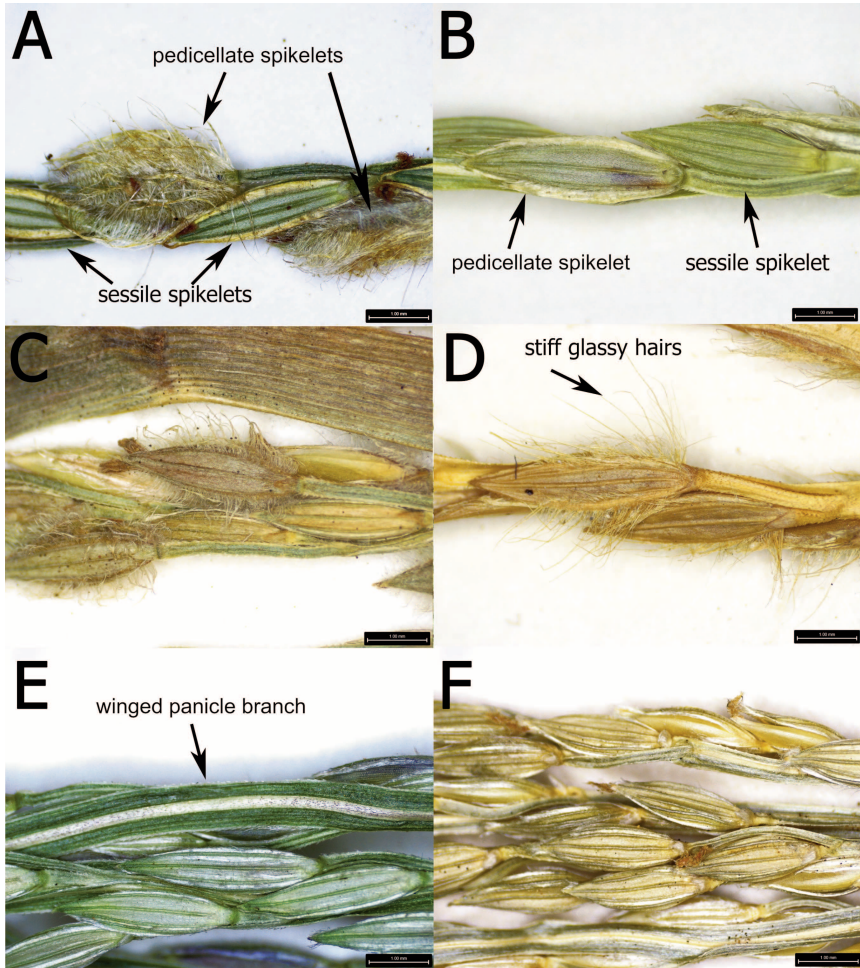 A
pedicellate spikelets
sessile spikelets
1.00 mm
B
pedicellate spikelet
sessile spikelet
1.00 mm
C
1.00 mm
D
stiff glassy hairs
1.00 mm
E
winged panicle branch
1.00 mm
F
1.00 mm